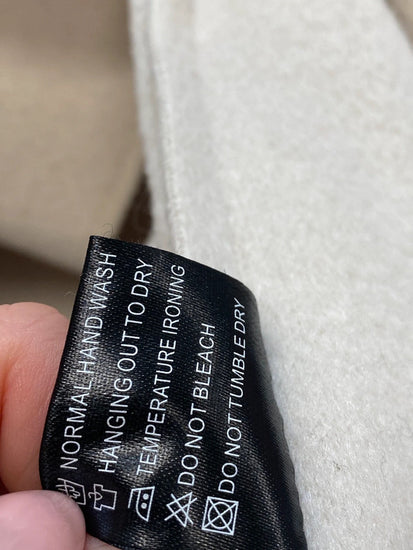 NORMAL HAND WASH
HANGING OUT TO DRY
TEMPERATURE IRONING
DO NOT BLEACH
DO NOT TUMBLE DRY